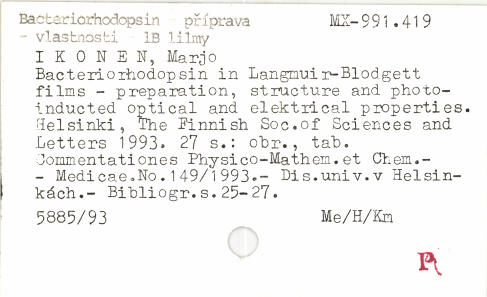 Bacteriorhodopsin - příprava MX-991.419
- vlastnosti - lB lilmy
I K O N E N, Marjo
Bacteriorhodopsin in Langmuir-Blodgett
films - preparation, structure and photo-
inducted optical and elektrical properties.
Helsinki, The Finnish Soc.of Sciences and
Letters 1993. 27 s.: obr., tab.
Commentationes Physico-Mathem.et Chem.-
- Medicae.No.149/1993.- Dis.univ.v Helsin-
kách.- Bibliogr.s.25-27.
5885/93 Me/H/Km